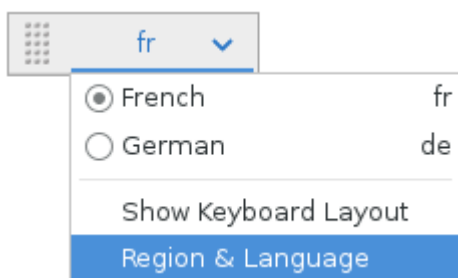 fr
French fr
German de
Show Keyboard Layout
Region & Language